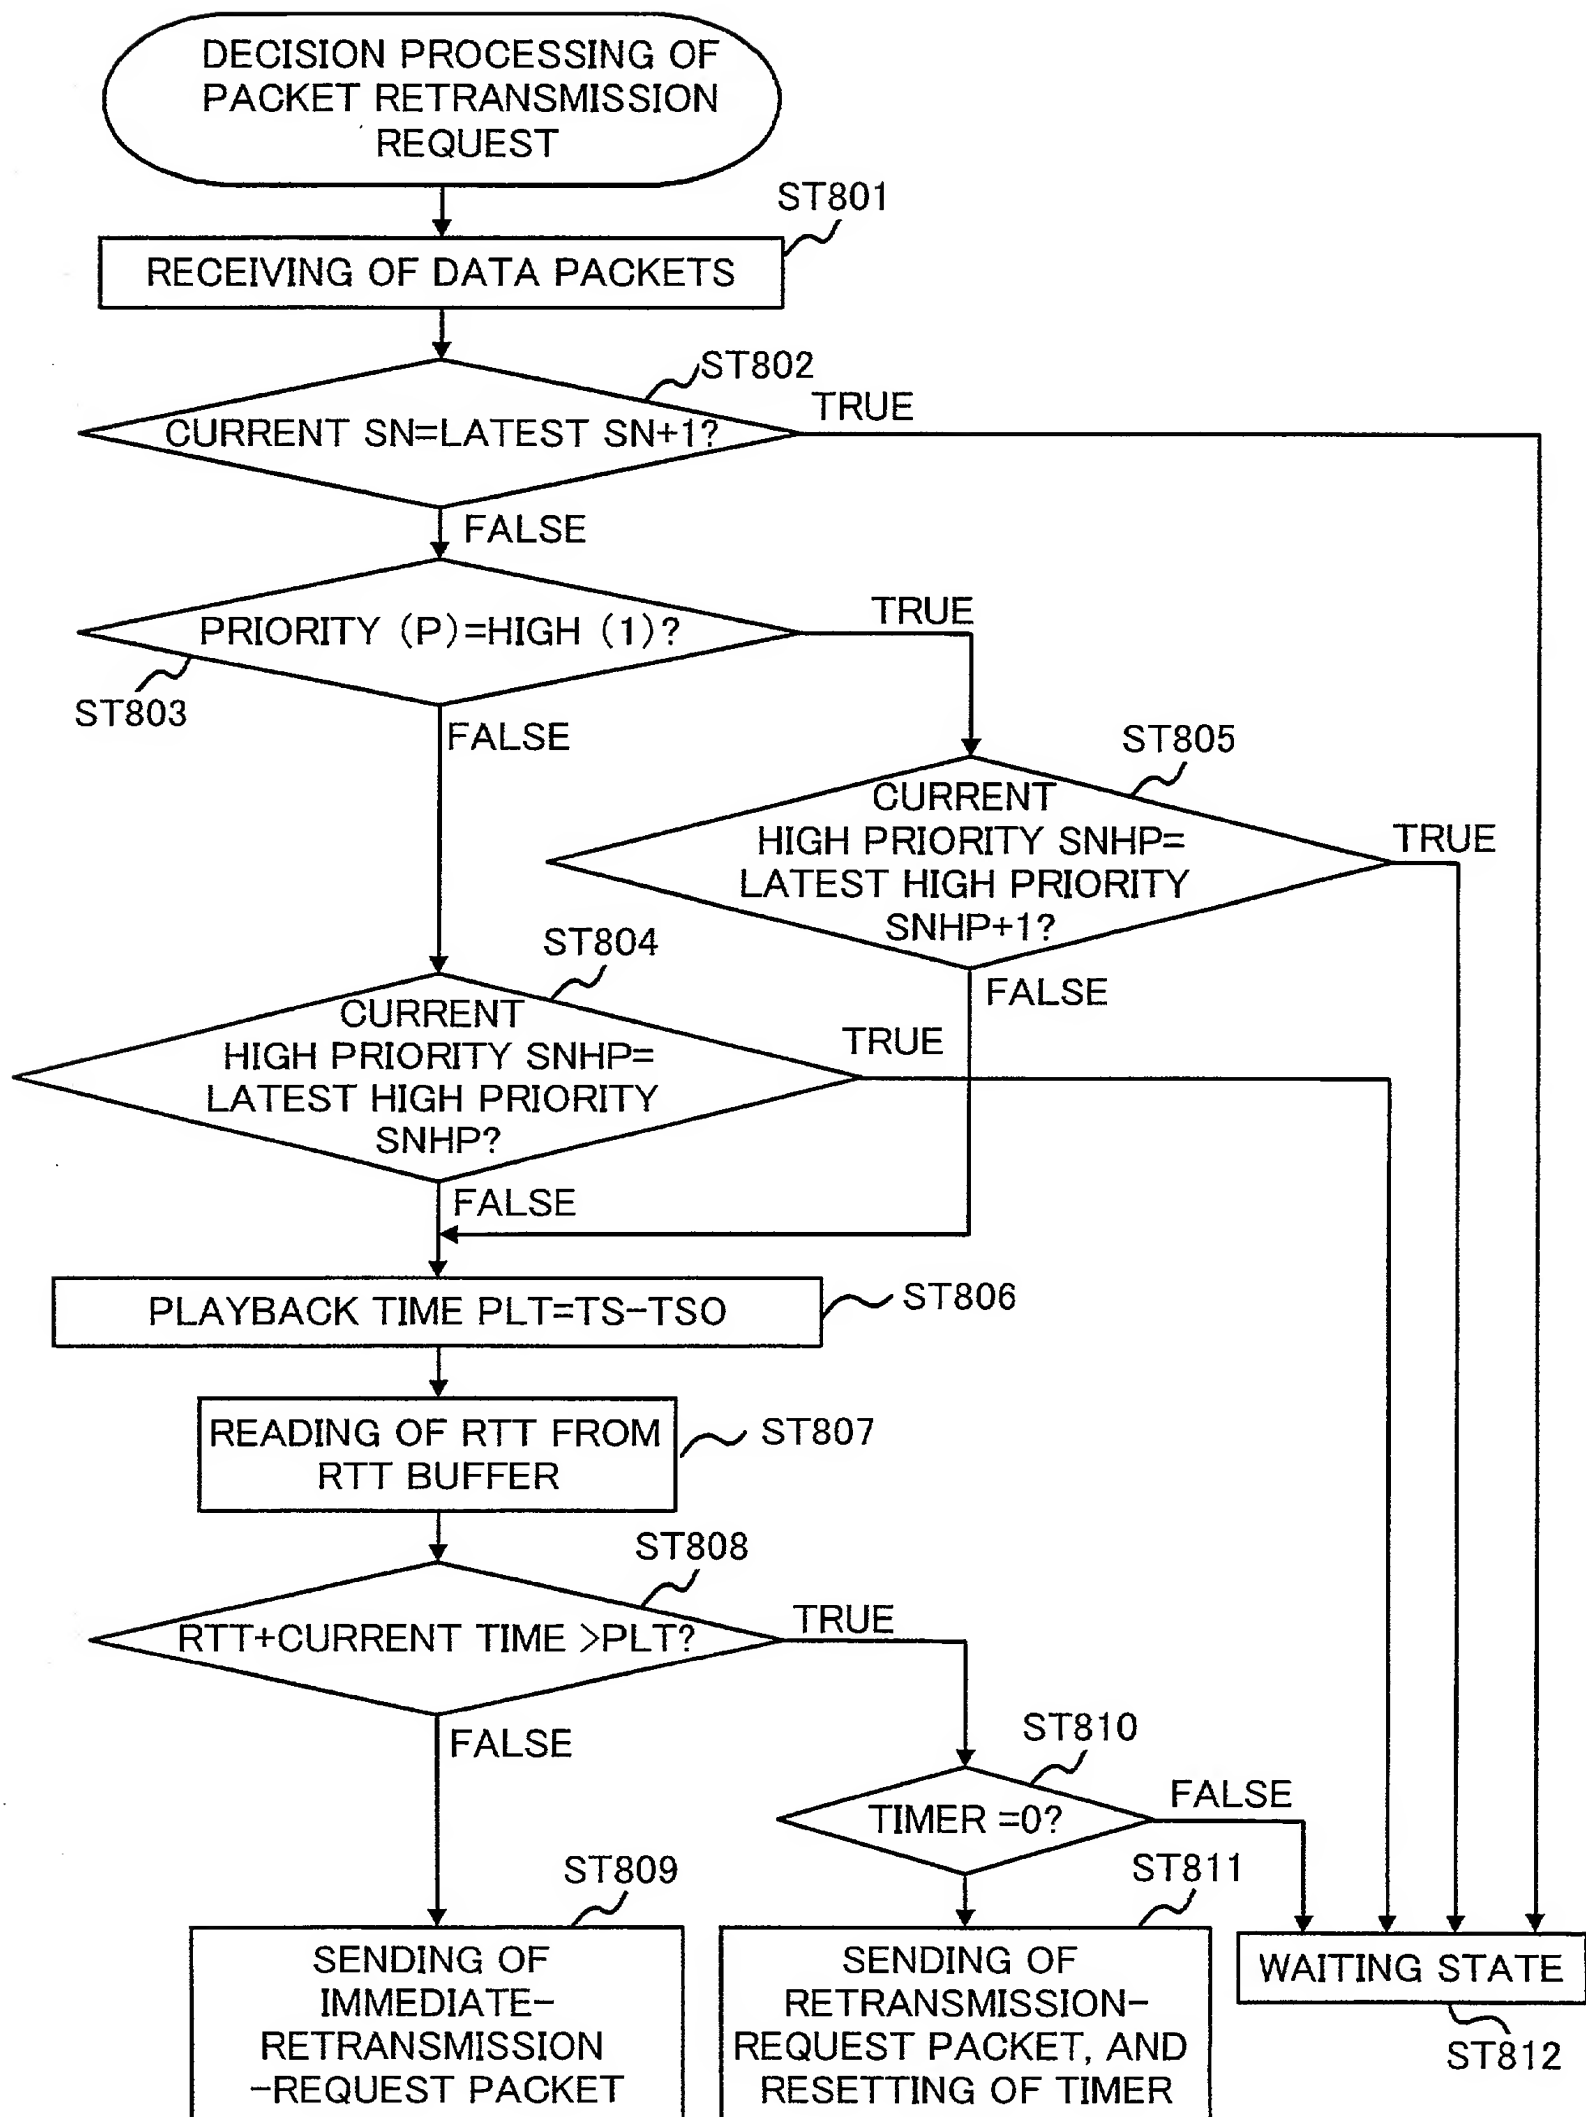 DECISION PROCESSING OF
PACKET RETRANSMISSION
REQUEST
ST801
RECEIVING OF DATA PACKETS
ST802
TRUE
CURRENT SN=LATEST SN+1?
FALSE
TRUE
PRIORITY (P)=HIGH (1)?
ST803
FALSE
ST805
CURRENT
HIGH PRIORITY SNHP=
LATEST HIGH PRIORITY
SNHP+1?
TRUE
FALSE
ST804
CURRENT
HIGH PRIORITY SNHP=
LATEST HIGH PRIORITY
SNHP?
TRUE
FALSE
PLAYBACK TIME PLT=TS-TSO
ST806
READING OF RTT FROM
RTT BUFFER
ST807
ST808
TRUE
RTT+CURRENT TIME >PLT?
FALSE
ST810
TIMER =0?
FALSE
ST809
SENDING OF
IMMEDIATE-
RETRANSMISSION
-REQUEST PACKET
ST811
SENDING OF
RETRANSMISSION-
REQUEST PACKET, AND
RESETTING OF TIMER
WAITING STATE
ST812